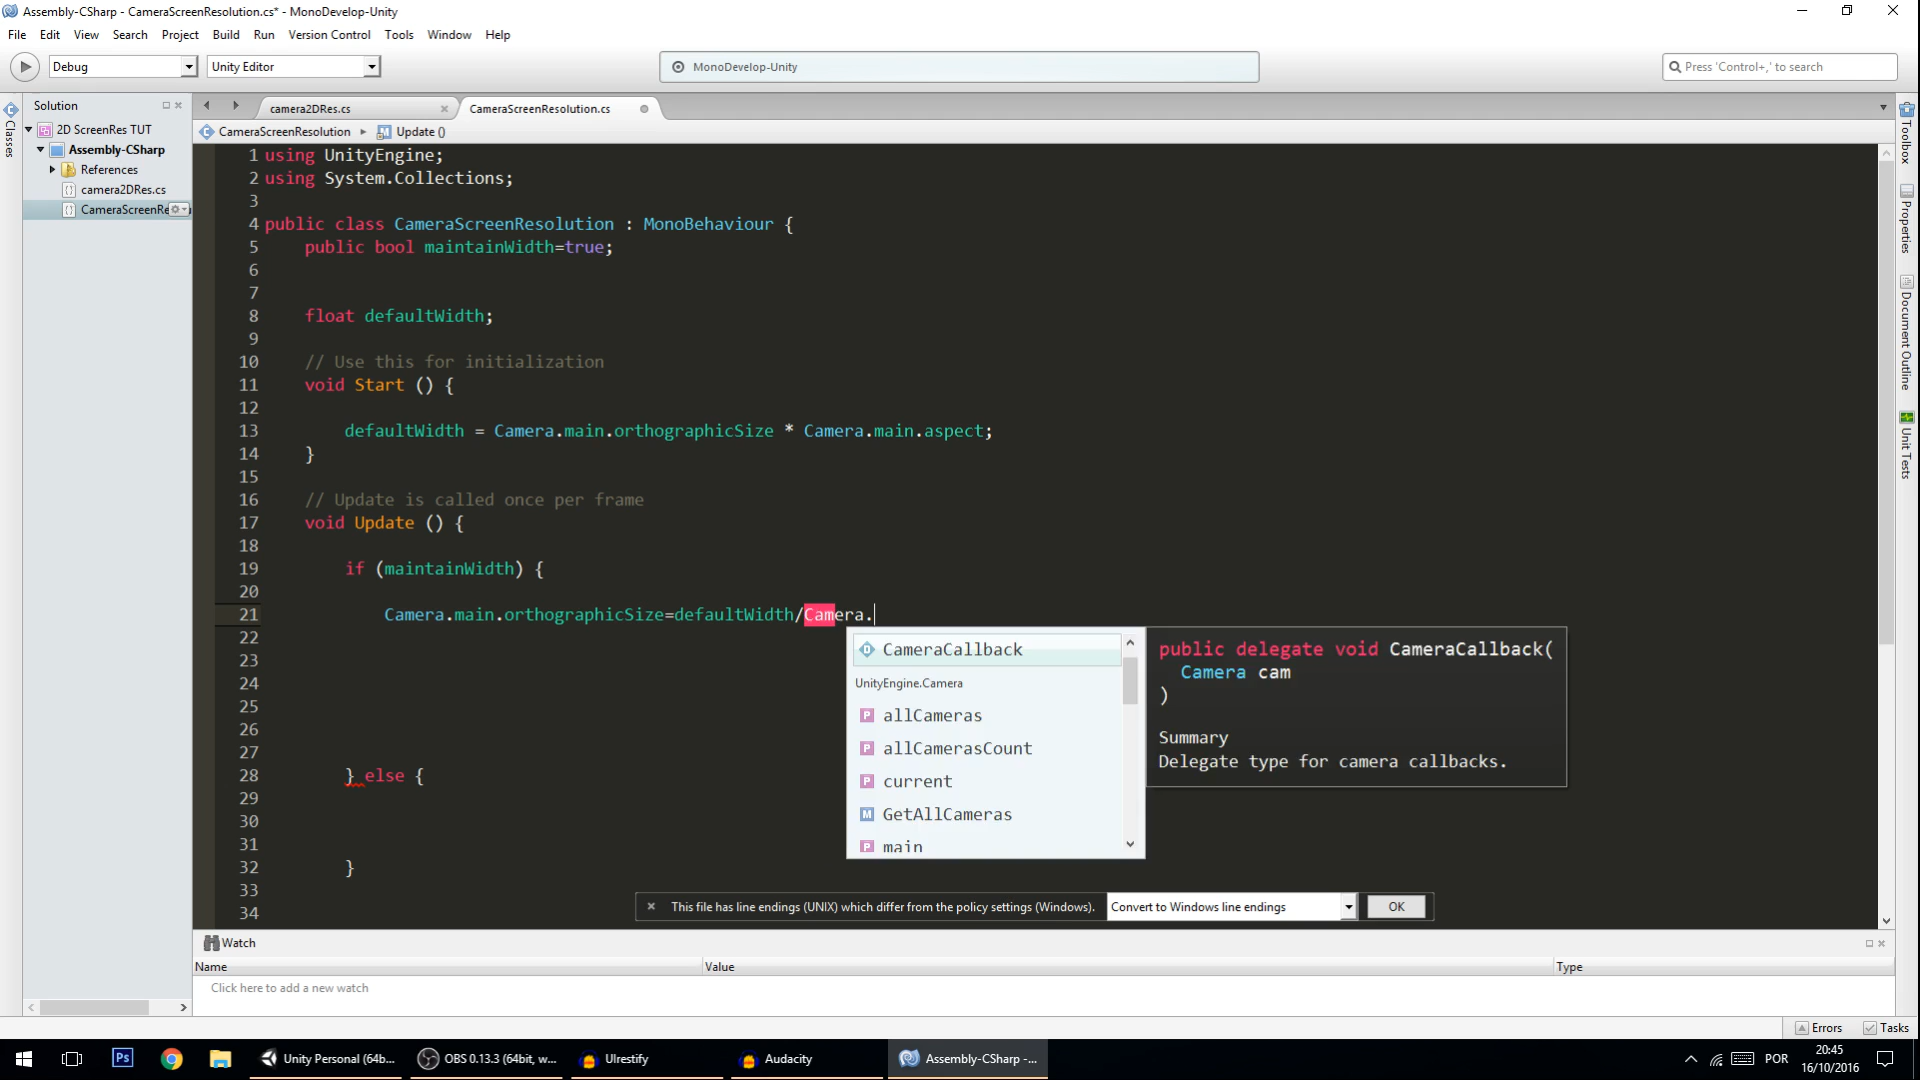 Assembly-CSharp - CameraScreenResolution.cs* - MonoDevelop-Unity
File Edit View Search Project Build Run Version Control Tools Window Help
Debug Unity Editor MonoDevelop-Unity Press 'Control+,' to search
Classes
Solution
2D ScreenRes TUT
Assembly-CSharp
References
camera2DRes.cs
CameraScreenRe
camera2DRes.cs CameraScreenResolution.cs
CameraScreenResolution Update ()
1 using UnityEngine;
2 using System.Collections;
3
4 public class CameraScreenResolution : MonoBehaviour {
5 public bool maintainWidth=true;
6
7
8 float defaultWidth;
9
10 // Use this for initialization
11 void Start () {
12
13 defaultWidth = Camera.main.orthographicSize * Camera.main.aspect;
14 }
15
16 // Update is called once per frame
17 void Update () {
18
19 if (maintainWidth) {
20
21 Camera.main.orthographicSize=defaultWidth/Camera.
22
23
24
25
26
27
28 } else {
29
30
31
32 }
33
34
CameraCallback
UnityEngine.Camera
allCameras
allCamerasCount
current
GetAllCameras
main
public delegate void CameraCallback(
Camera cam
)
Summary
Delegate type for camera callbacks.
This file has line endings (UNIX) which differ from the policy settings (Windows). Convert to Windows line endings OK
Toolbox
Properties
Document Outline
Unit Tests
Watch
Name Value Type
Click here to add a new watch
Errors Tasks
Ps Unity Personal (64b... OBS 0.13.3 (64bit, w... UIrestify Audacity Assembly-CSharp -... POR 20:45
16/10/2016